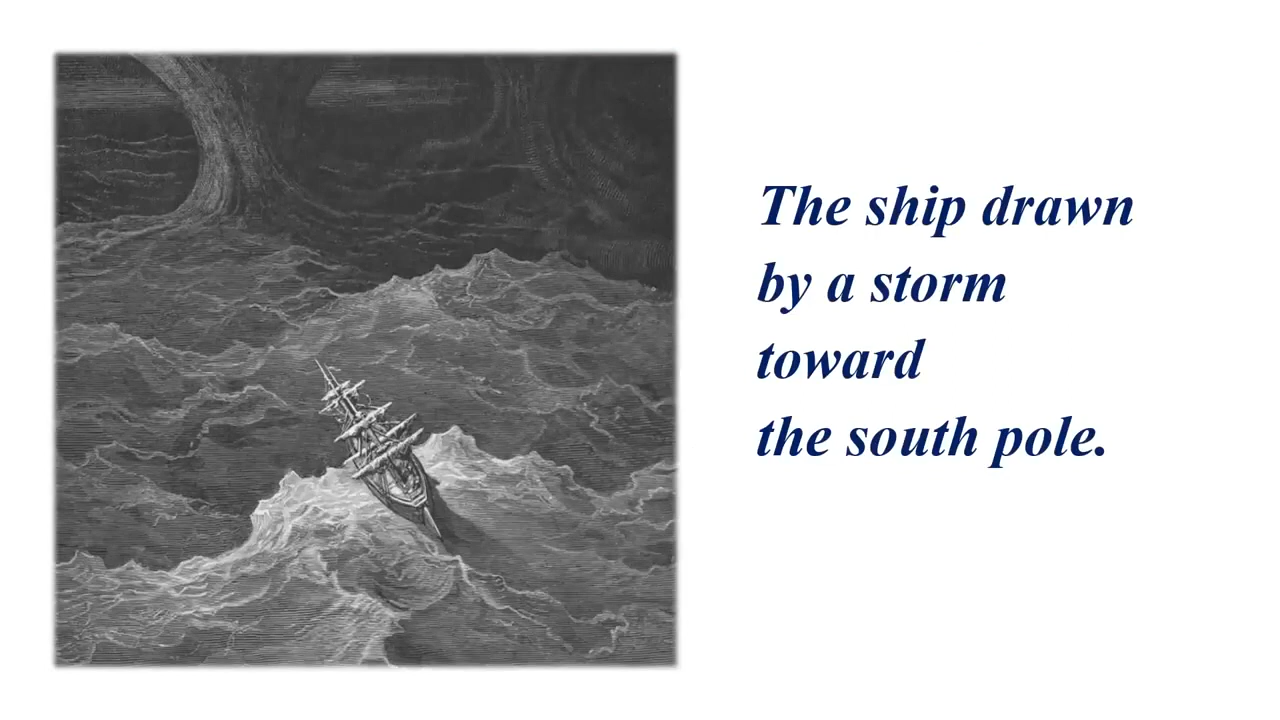 The ship drawn
by a storm
toward
the south pole.